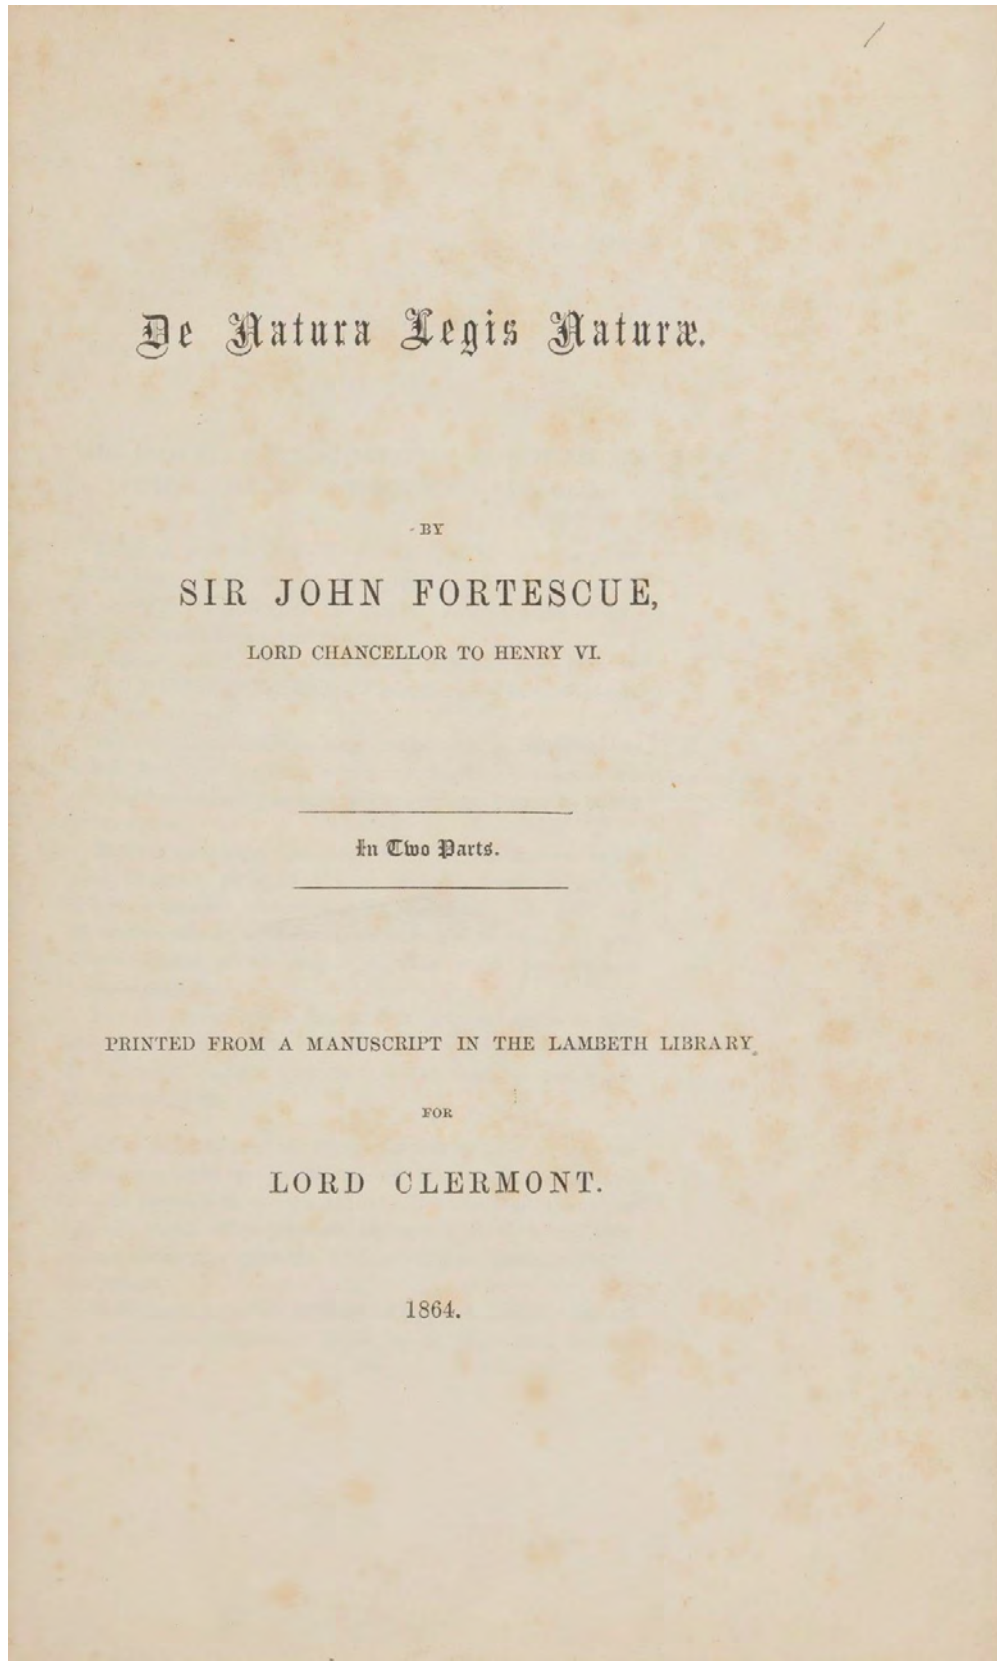 De Natura Legis Naturæ.
BY
SIR JOHN FORTESCUE,
LORD CHANCELLOR TO HENRY VI.
In Two Parts.
PRINTED FROM A MANUSCRIPT IN THE LAMBETH LIBRARY
FOR
LORD CLERMONT.
1864.